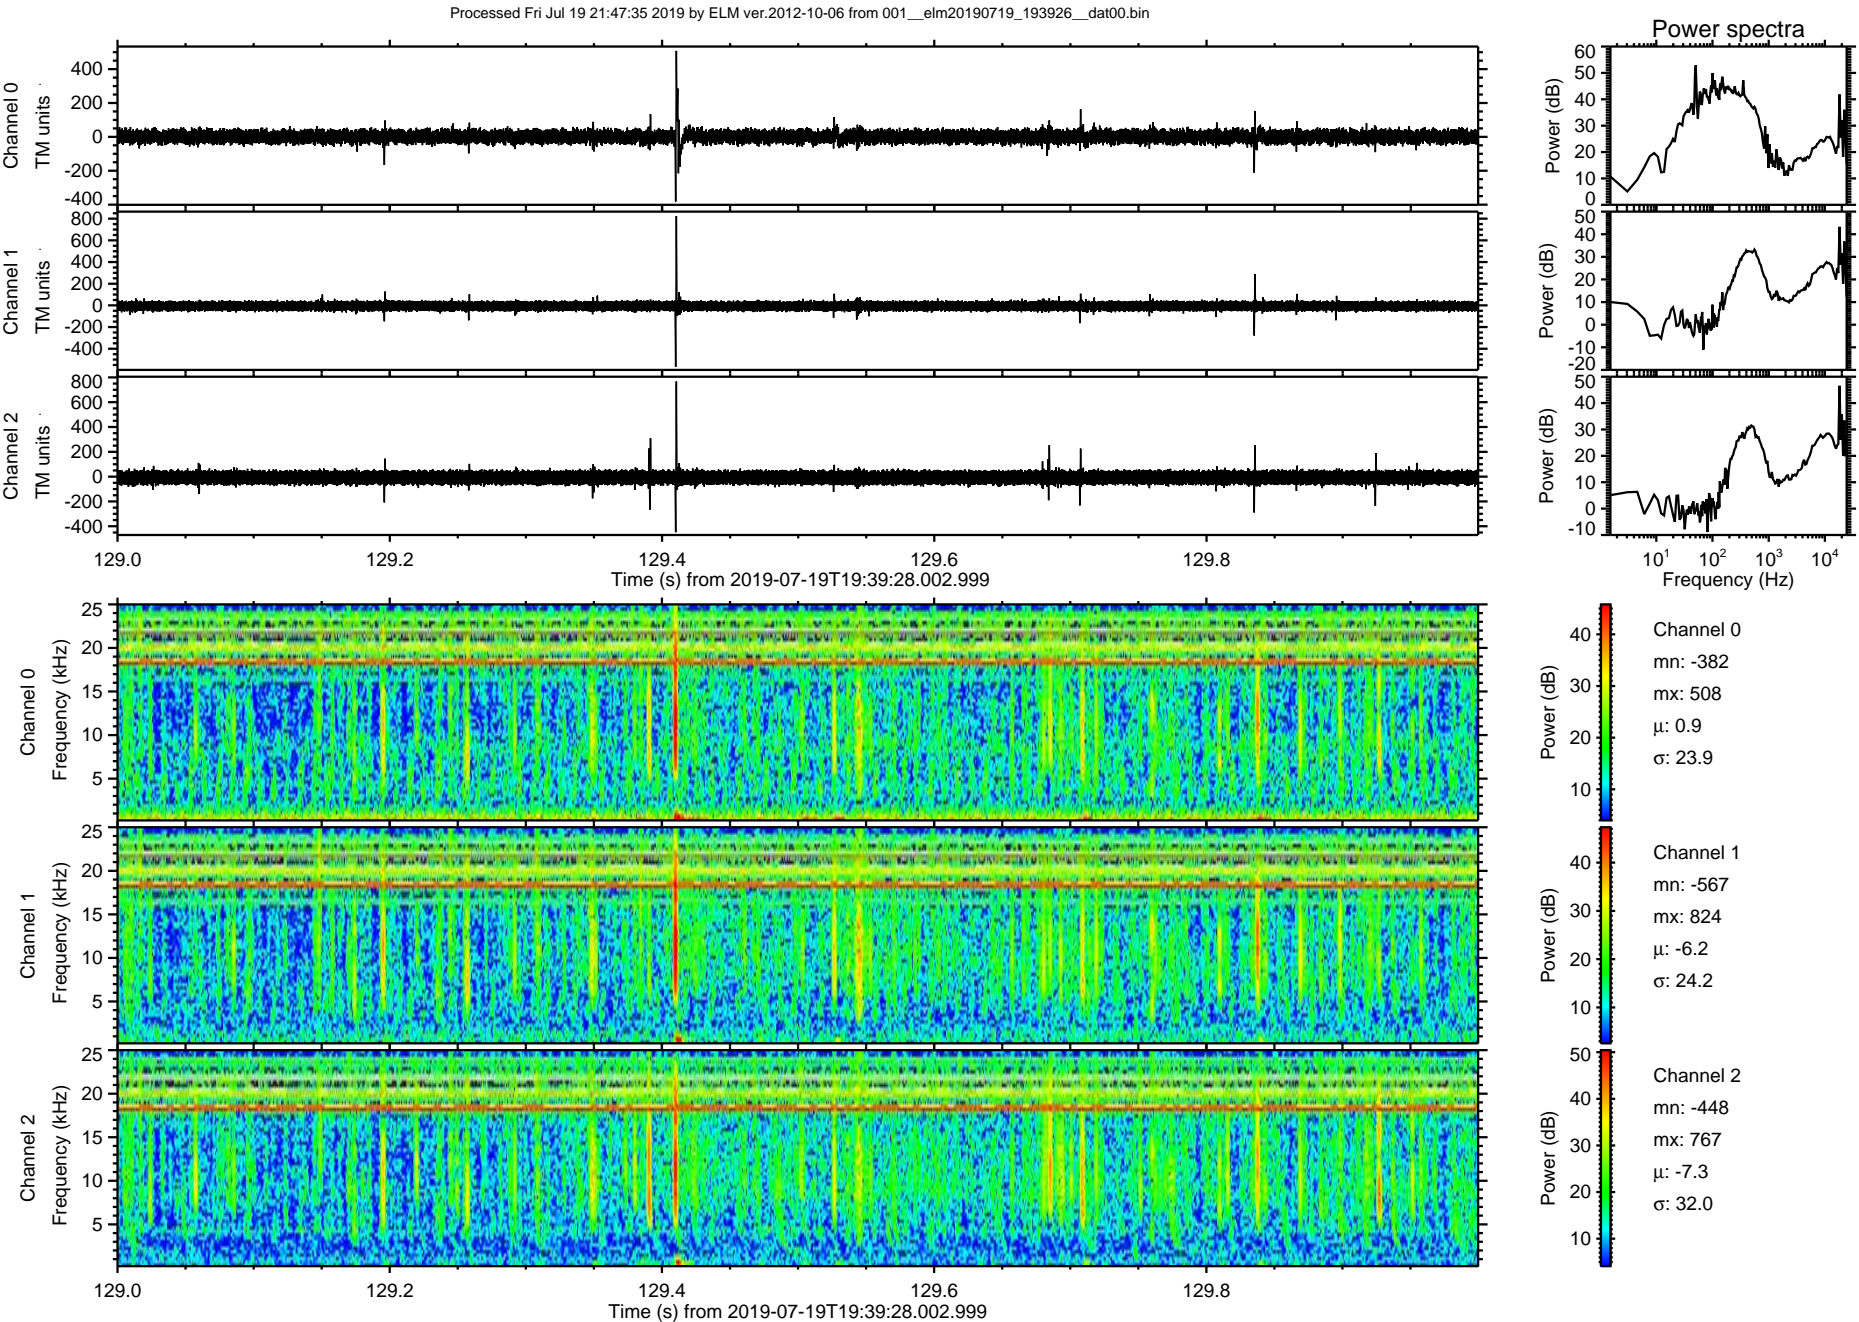 Processed Fri Jul 19 21:47:35 2019 by ELM ver.2012-10-06 from 001__elm20190719_193926__dat00.bin
Power spectra
Channel 0
TM units
400
200
0
-200
-400
Power (dB)
60
50
40
30
20
10
0
Channel 1
TM units
800
600
400
200
0
-200
-400
Power (dB)
50
40
30
20
10
0
-10
-20
Channel 2
TM units
800
600
400
200
0
-200
-400
Power (dB)
50
40
30
20
10
0
-10
129.0 129.2 129.4 129.6 129.8
Time (s) from 2019-07-19T19:39:28.002.999
10¹ 10² 10³ 10⁴
Frequency (Hz)
Channel 0
Frequency (kHz)
25
20
15
10
5
Power (dB)
40
30
20
10
Channel 0
mn: -382
mx: 508
μ: 0.9
σ: 23.9
Channel 1
Frequency (kHz)
25
20
15
10
5
Power (dB)
40
30
20
10
Channel 1
mn: -567
mx: 824
μ: -6.2
σ: 24.2
Channel 2
Frequency (kHz)
25
20
15
10
5
Power (dB)
50
40
30
20
10
Channel 2
mn: -448
mx: 767
μ: -7.3
σ: 32.0
129.0 129.2 129.4 129.6 129.8
Time (s) from 2019-07-19T19:39:28.002.999